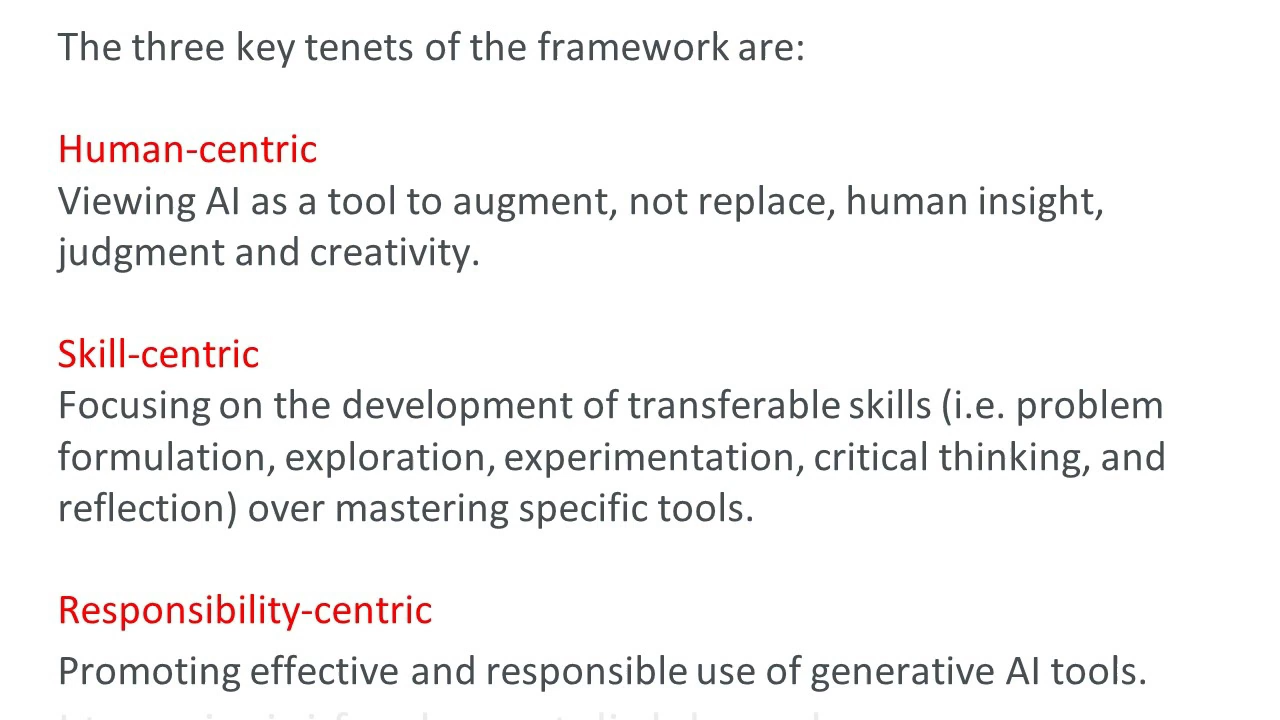 The three key tenets of the framework are:
Human-centric
Viewing AI as a tool to augment, not replace, human insight,
judgment and creativity.
Skill-centric
Focusing on the development of transferable skills (i.e. problem
formulation, exploration, experimentation, critical thinking, and
reflection) over mastering specific tools.
Responsibility-centric
Promoting effective and responsible use of generative AI tools.